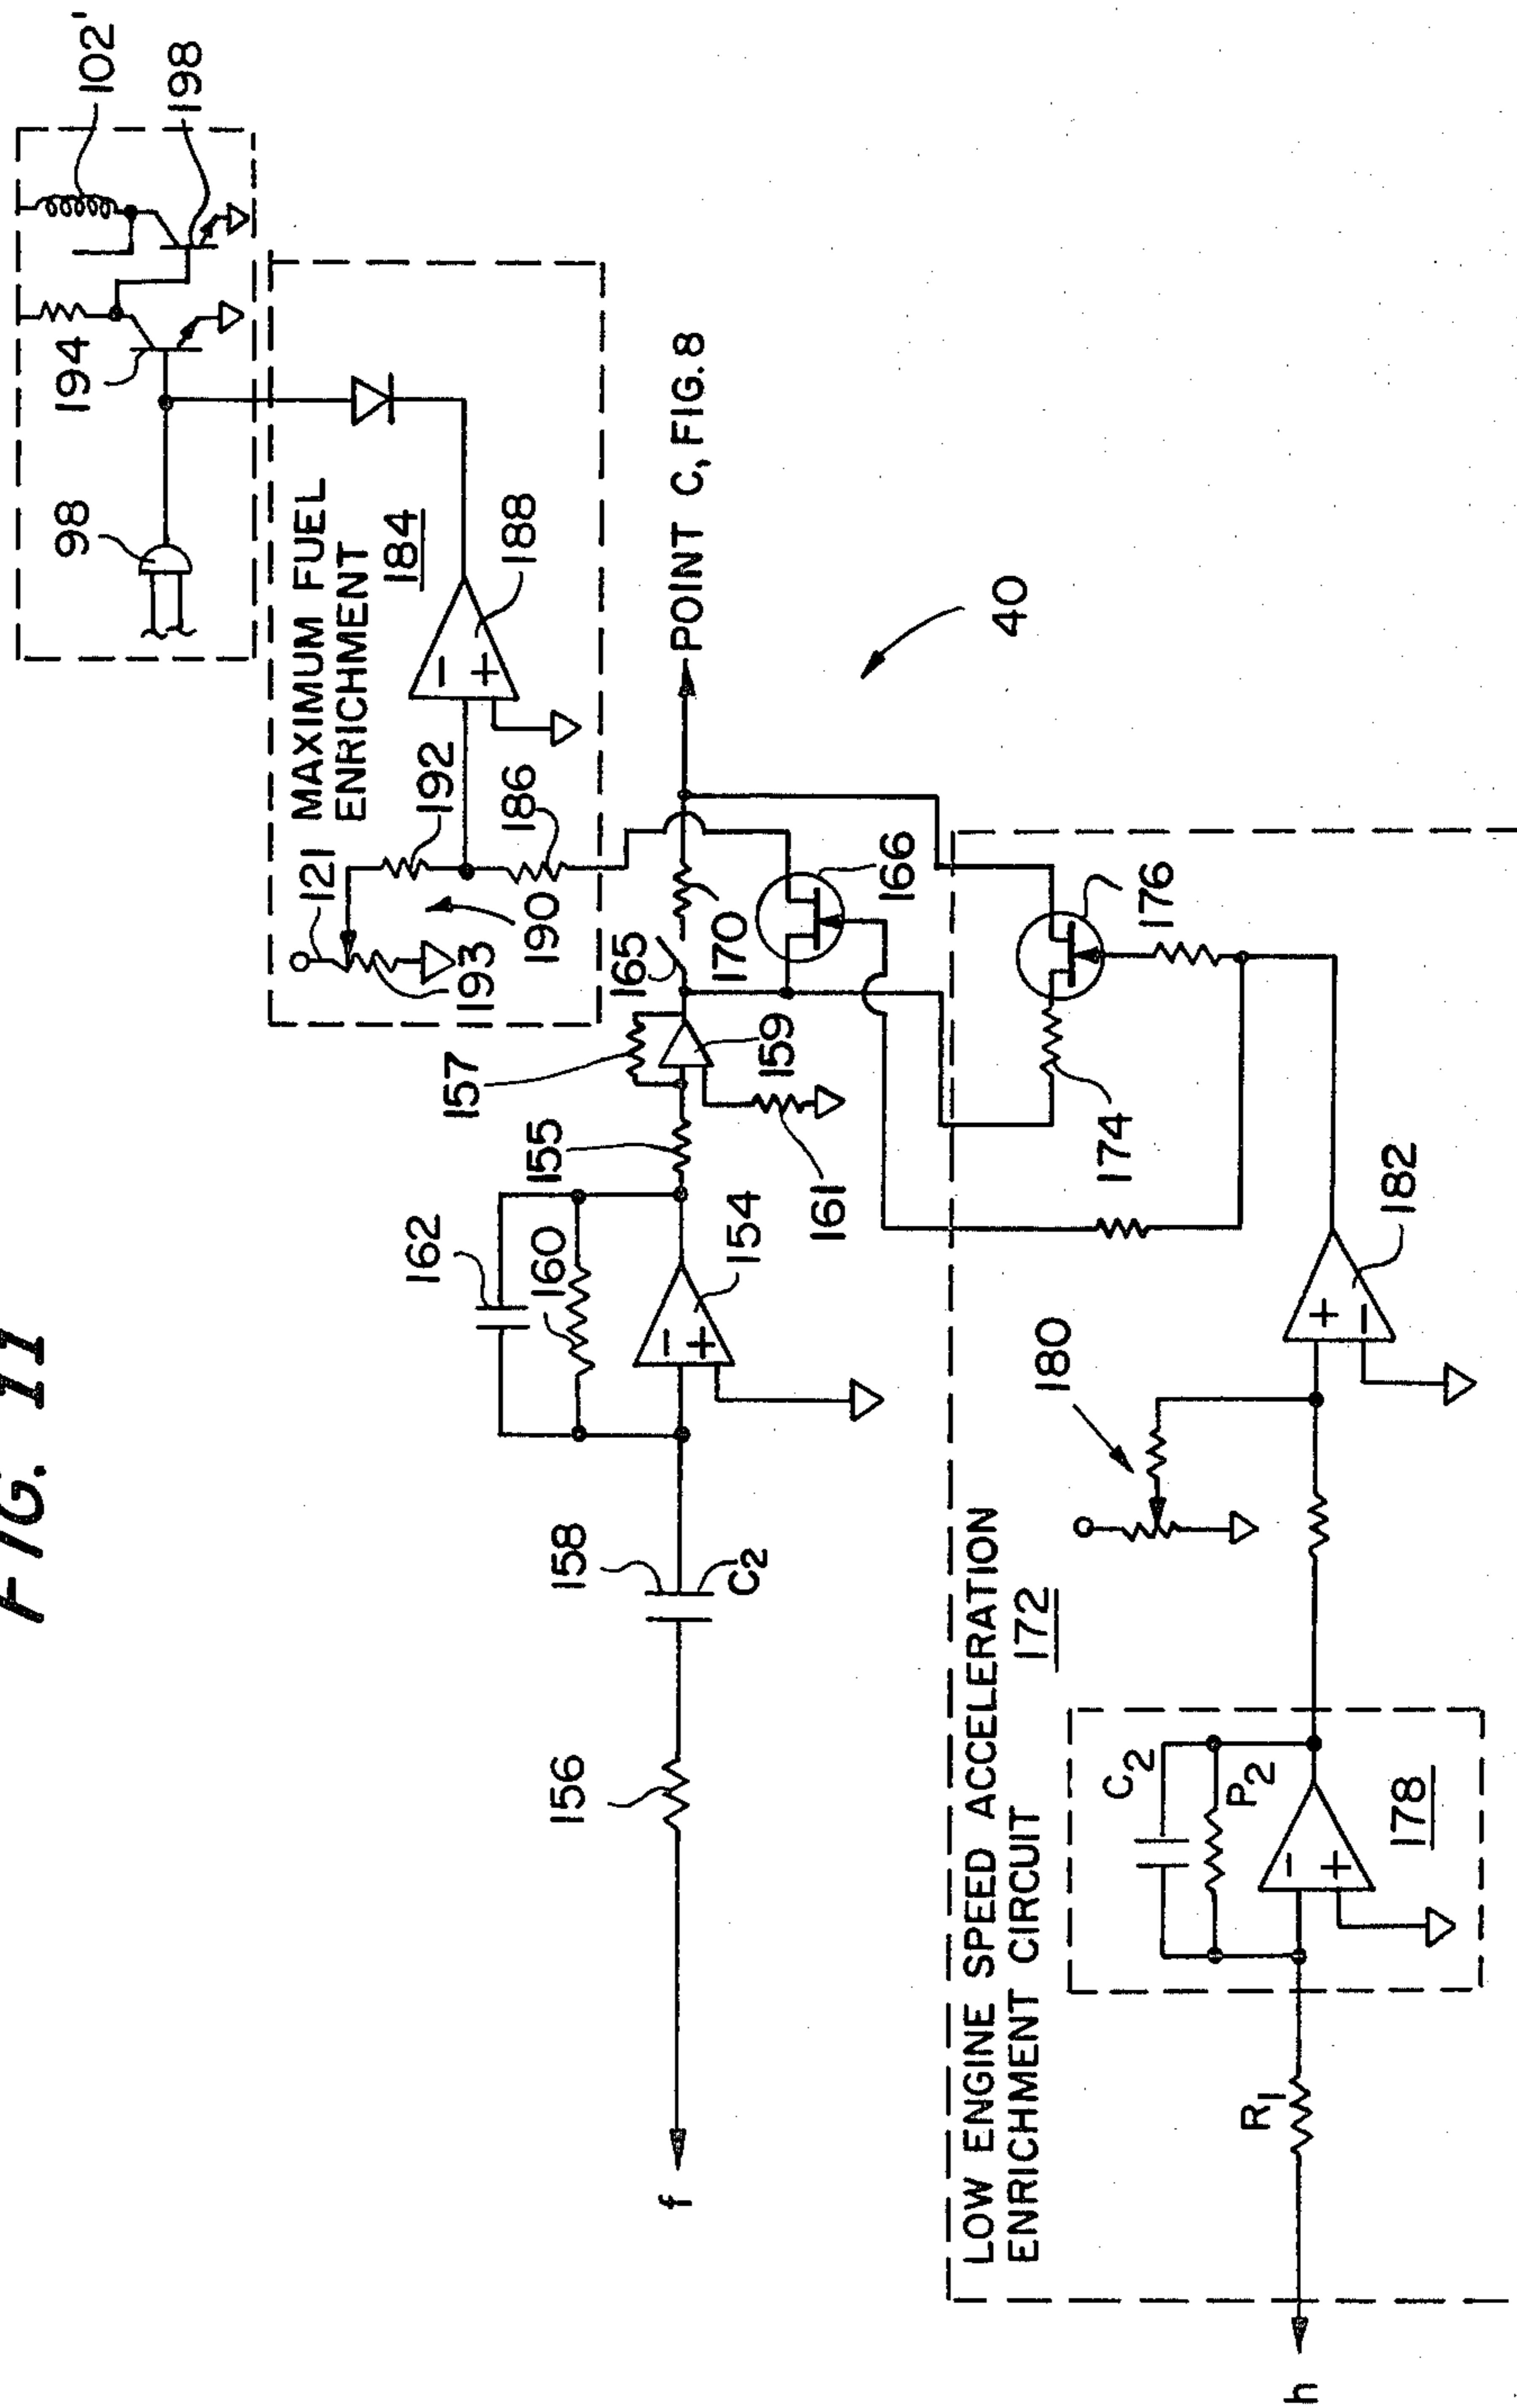 FIG. 11
98
194
102'
198
MAXIMUM FUEL
ENRICHMENT
184
121
192
188
193
190
186
POINT C, FIG. 8
40
157
165
155
170
159
166
161
162
160
154
158
C2
156
f
LOW ENGINE SPEED ACCELERATION
ENRICHMENT CIRCUIT
172
180
174
176
182
C2
P2
178
R1
h